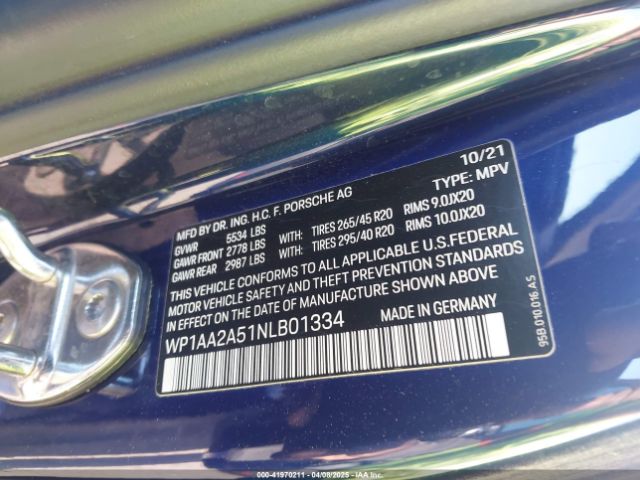 10/21
MFD BY DR. ING. H.C. F. PORSCHE AG TYPE: MPV
GVWR 5534 LBS
GAWR FRONT 2778 LBS WITH: TIRES 265/45 R20 RIMS 9.0JX20
GAWR REAR 2987 LBS WITH: TIRES 295/40 R20 RIMS 10.0JX20
THIS VEHICLE CONFORMS TO ALL APPLICABLE U.S.FEDERAL
MOTOR VEHICLE SAFETY AND THEFT PREVENTION STANDARDS
IN EFFECT ON THE DATE OF MANUFACTURE SHOWN ABOVE
WP1AA2A51NLB01334 MADE IN GERMANY
95B.010.016.A5
000-41970211 - 04/08/2025 - IAA Inc.